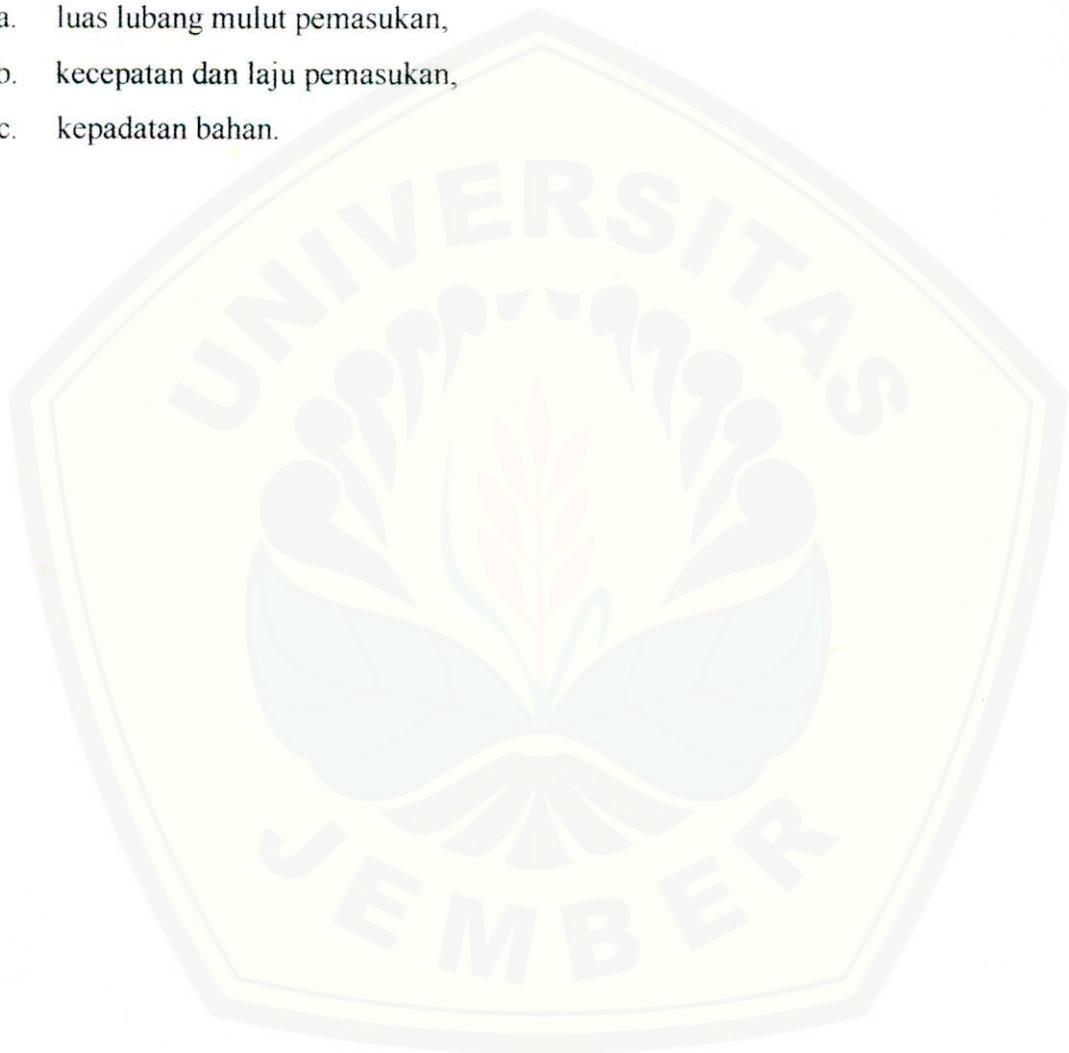 a. luas lubang mulut pemasukan,
b. kecepatan dan laju pemasukan,
c. kepadatan bahan.
UNIVERSITAS
JEMBER